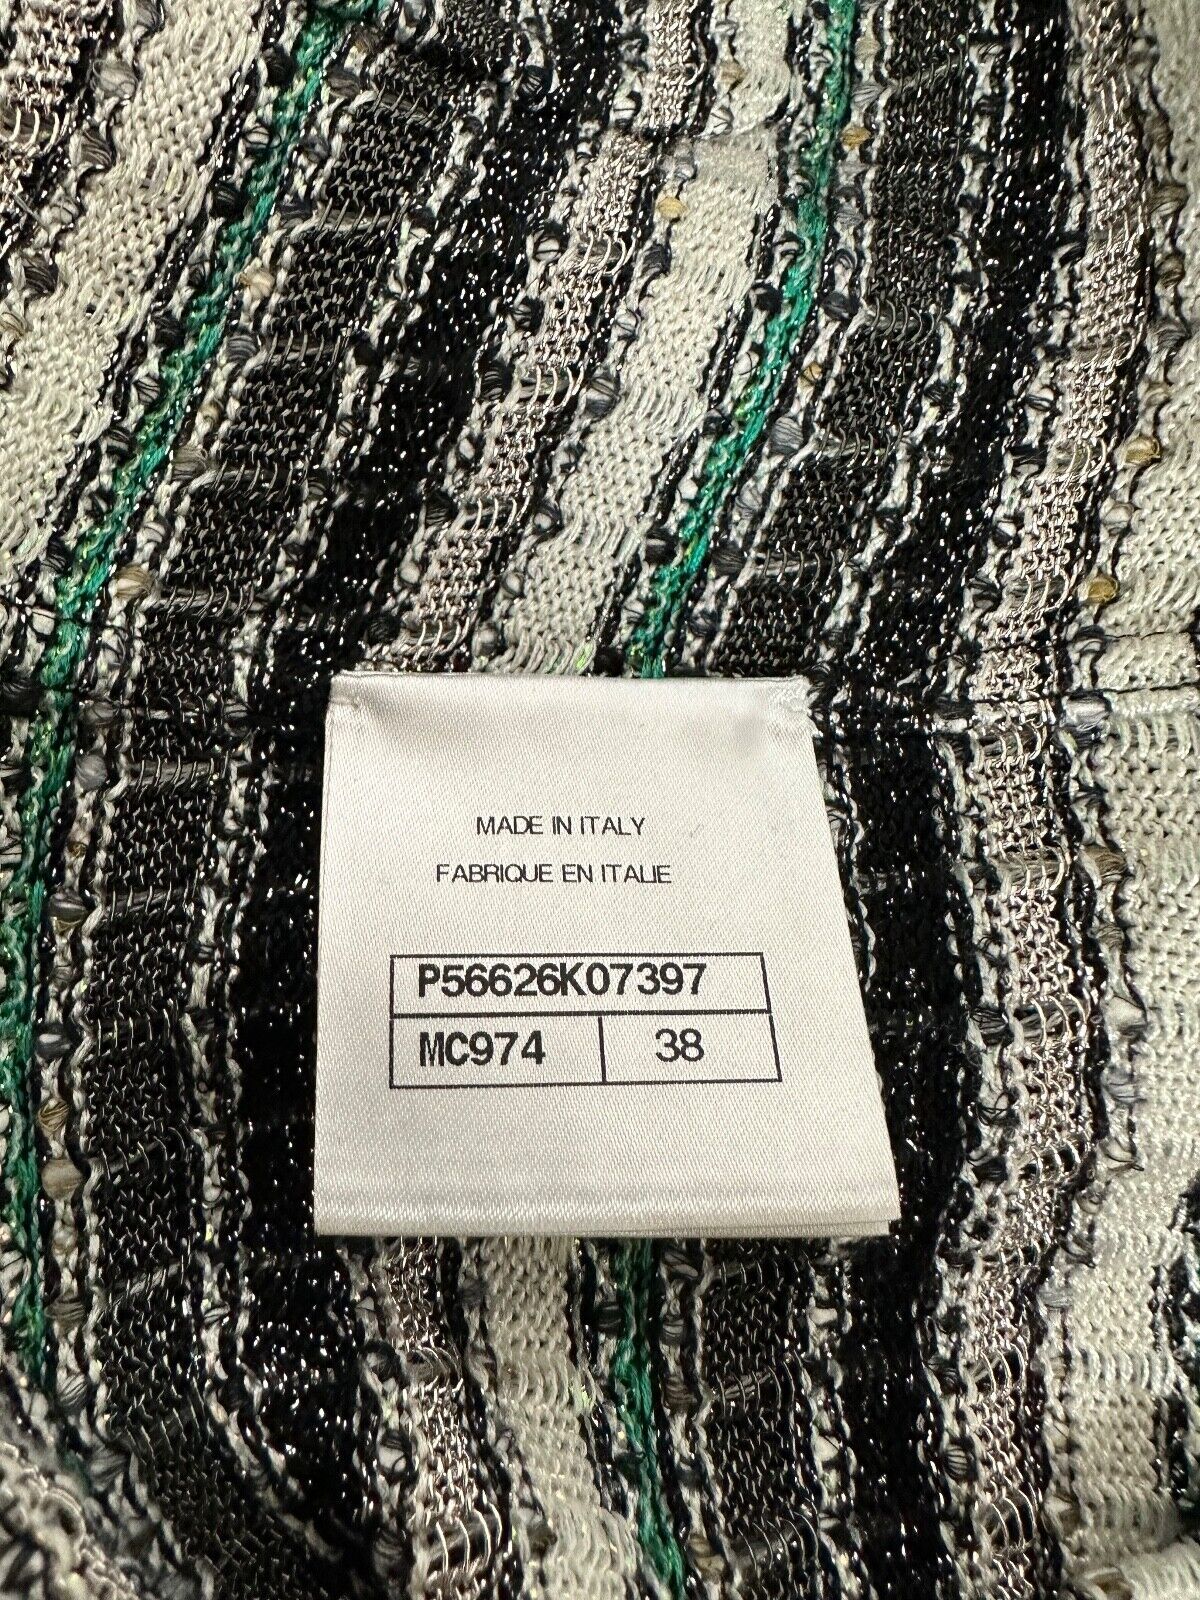 MADE IN ITALY
FABRIQUE EN ITALIE
P56626K07397
MC974 38